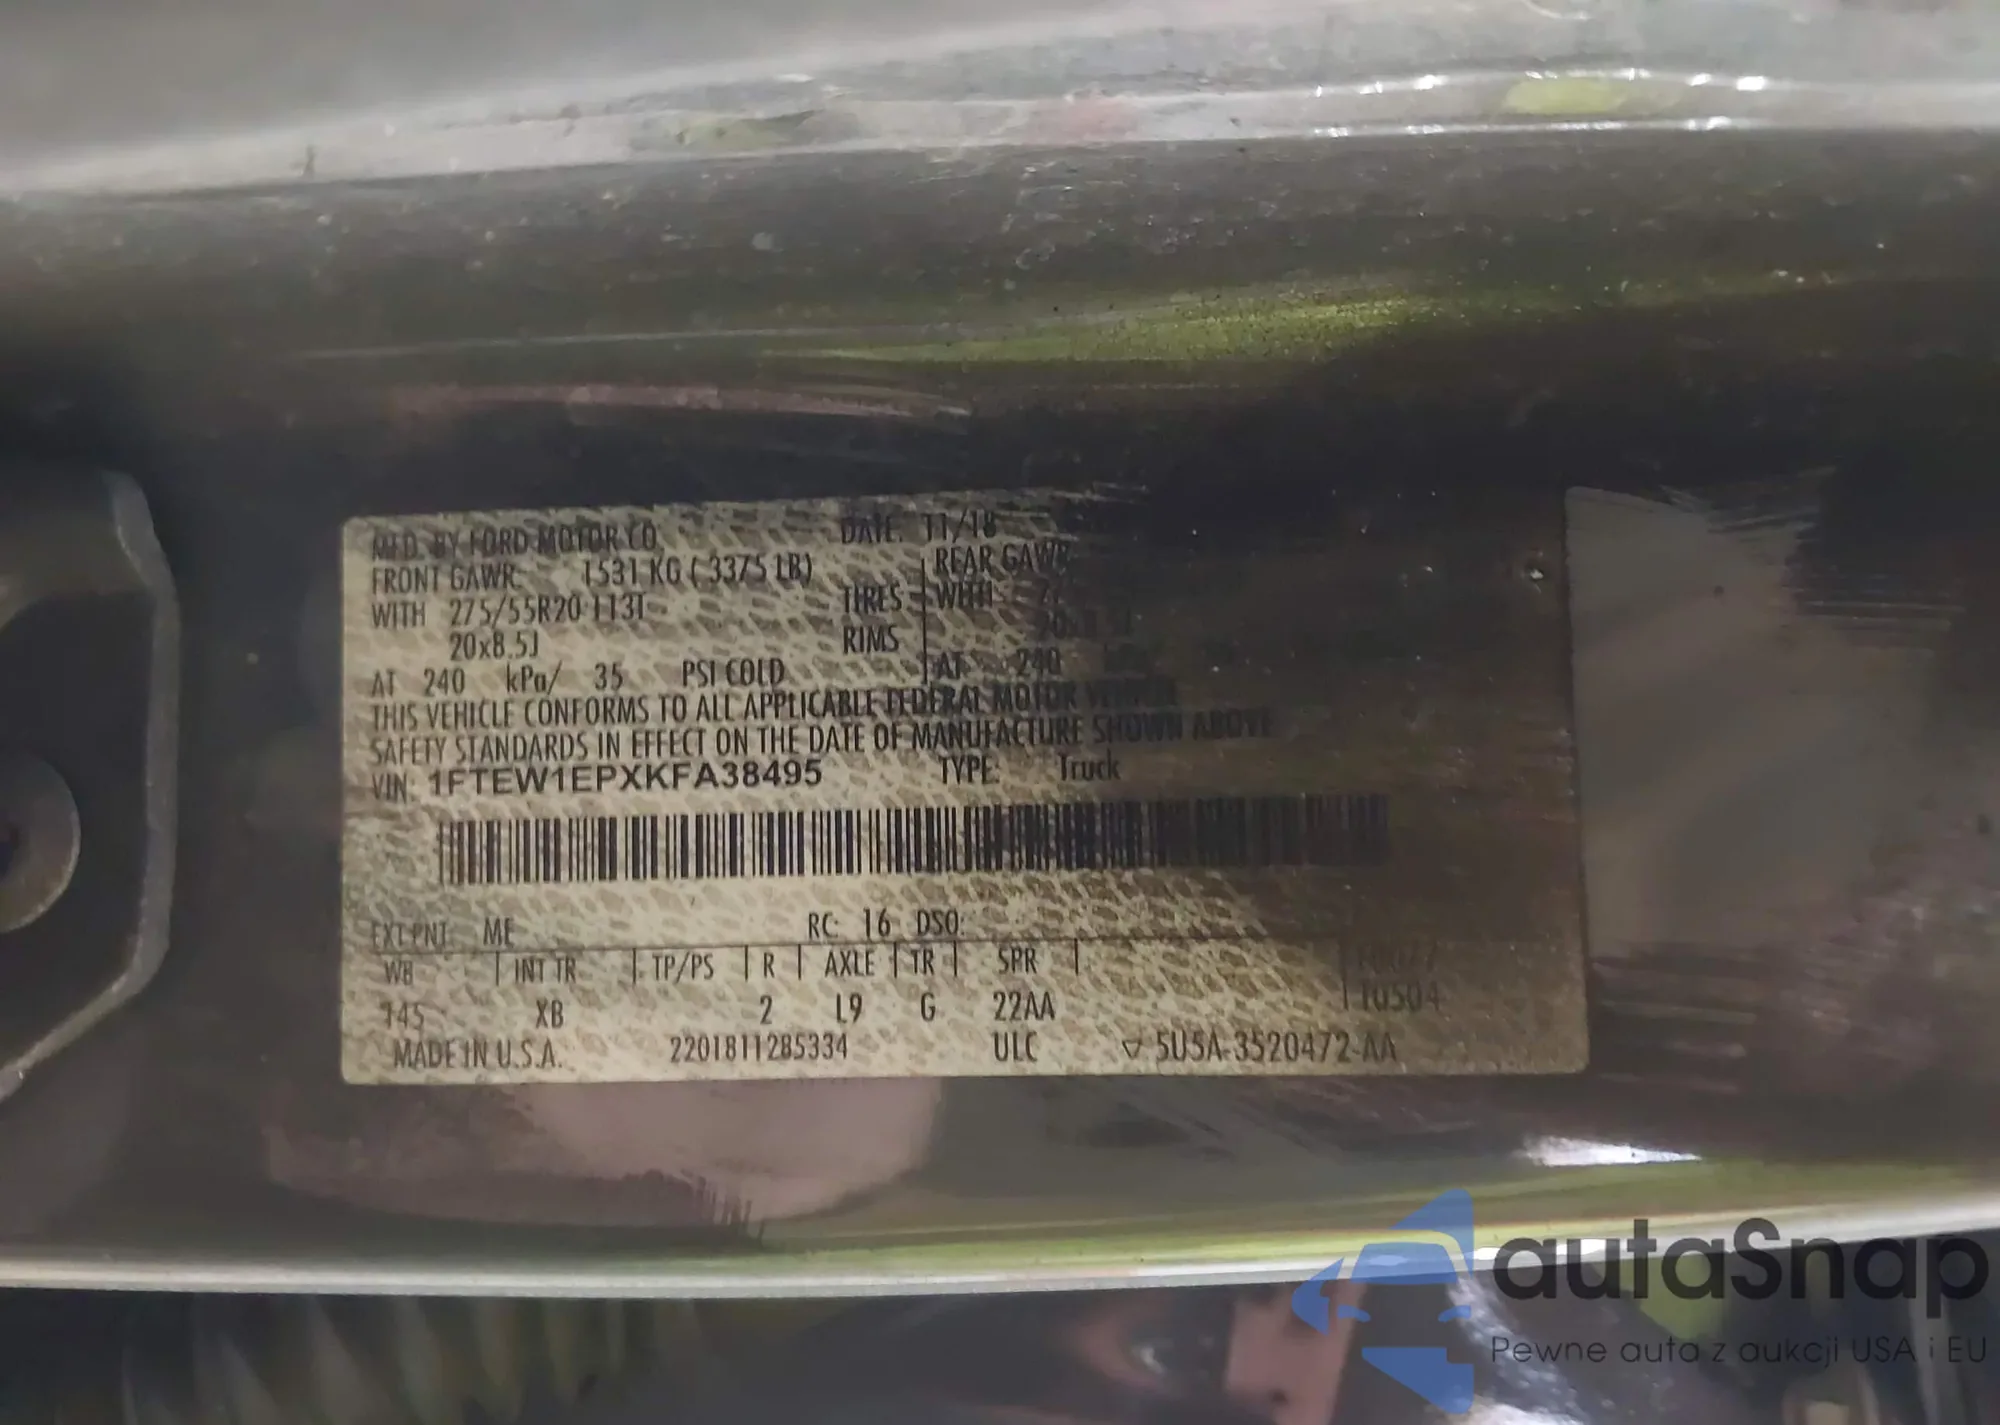 MFD. BY FORD MOTOR CO. DATE: 11/18
FRONT GAWR: 1531 KG ( 3375 LB) REAR GAWR
WITH 275/55R20 113T TIRES WITH
20x8.5J RIMS 20x8.5J
AT 240 kPa/ 35 PSI COLD AT 240
THIS VEHICLE CONFORMS TO ALL APPLICABLE FEDERAL MOTOR VEHICLE
SAFETY STANDARDS IN EFFECT ON THE DATE OF MANUFACTURE SHOWN ABOVE
VIN: 1FTEW1EPXKFA38495 TYPE: Truck
EXT PNT: ME RC: 16 DSO:
WB INT TR TP/PS R AXLE TR SPR
145 XB 2 L9 G 22AA 10504
MADE IN U.S.A. 2201811285334 ULC 5U5A-3520472-AA
autaSnap
Pewne auta z aukcji USA i EU